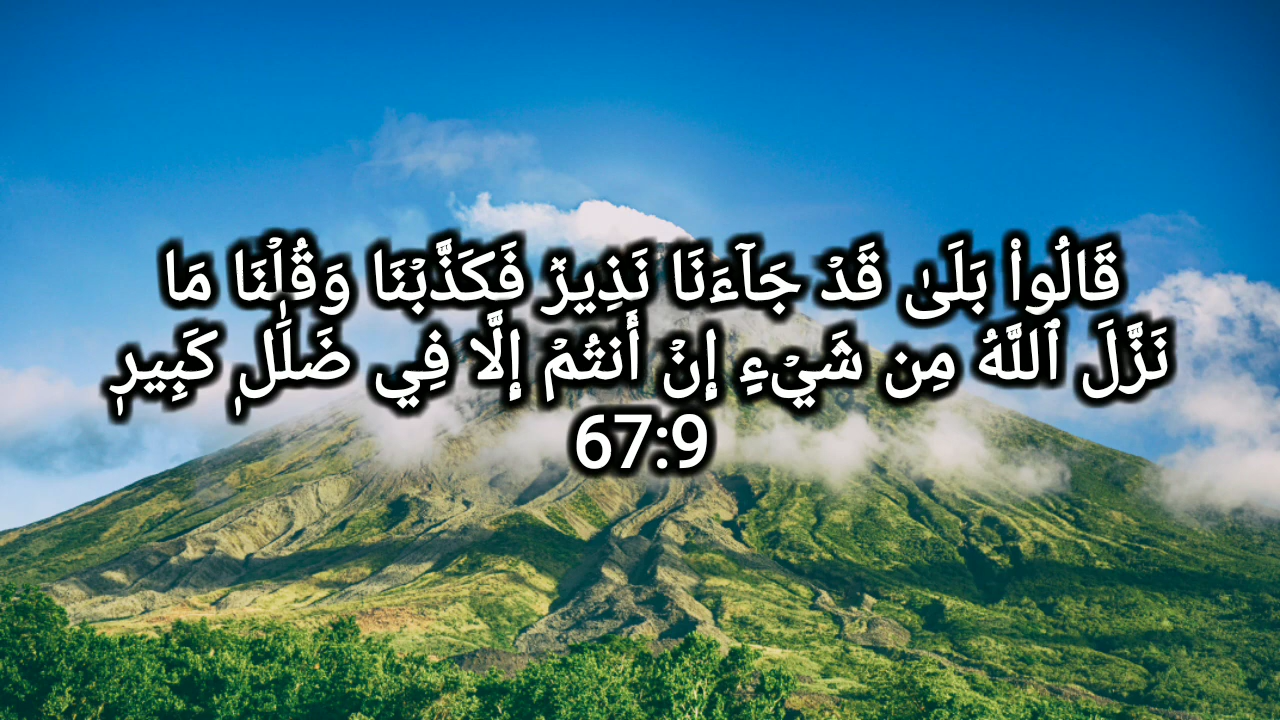 قَالُواْ بَلَىٰ قَدۡ جَآءَنَا نَذِيرٞ فَكَذَّبۡنَا وَقُلۡنَا مَا
نَزَّلَ ٱللَّهُ مِن شَيۡءٍ إِنۡ أَنتُمۡ إِلَّا فِي ضَلَٰلٖ كَبِيرٖ
67:9